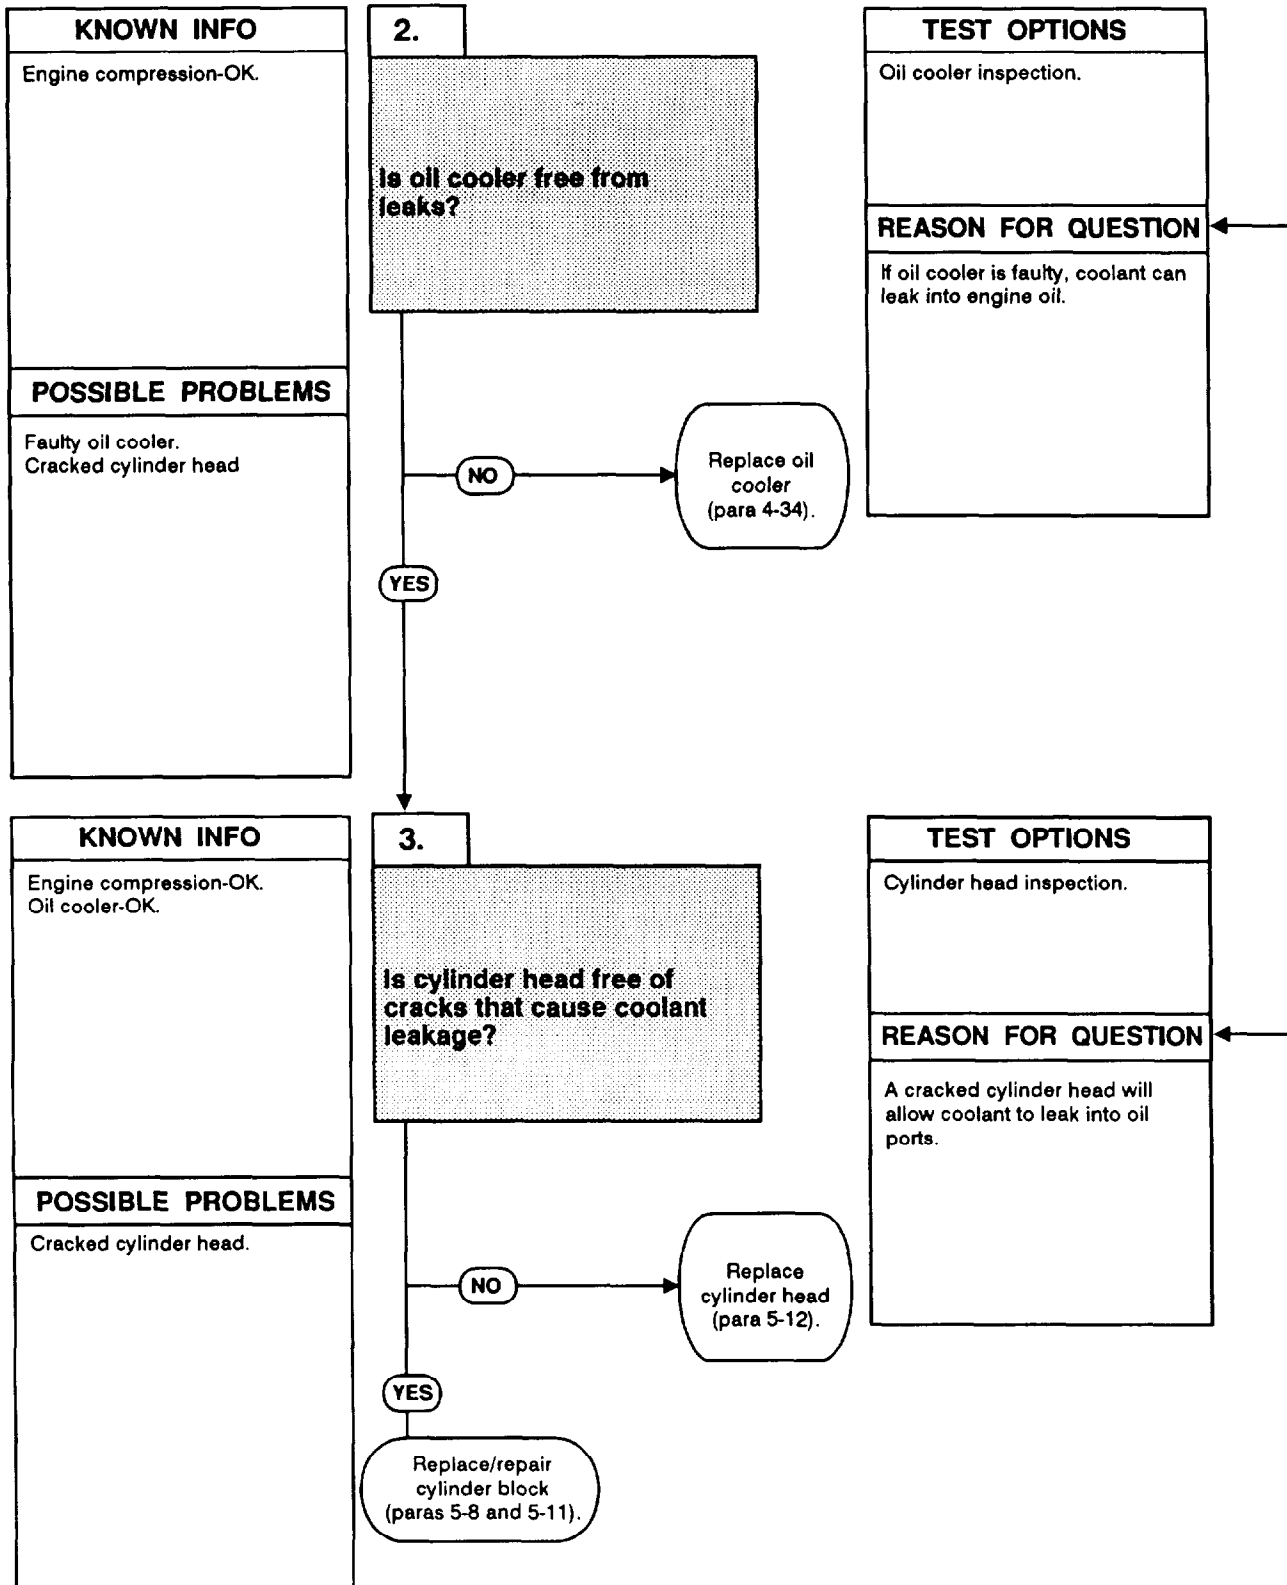 KNOWN INFO
Engine compression-OK.
POSSIBLE PROBLEMS
Faulty oil cooler.
Cracked cylinder head
2.
Is oil cooler free from
leaks?
NO
Replace oil
cooler
(para 4-34).
YES
TEST OPTIONS
Oil cooler inspection.
REASON FOR QUESTION
If oil cooler is faulty, coolant can
leak into engine oil.
KNOWN INFO
Engine compression-OK.
Oil cooler-OK.
POSSIBLE PROBLEMS
Cracked cylinder head.
3.
Is cylinder head free of
cracks that cause coolant
leakage?
NO
Replace
cylinder head
(para 5-12).
YES
Replace/repair
cylinder block
(paras 5-8 and 5-11).
TEST OPTIONS
Cylinder head inspection.
REASON FOR QUESTION
A cracked cylinder head will
allow coolant to leak into oil
ports.